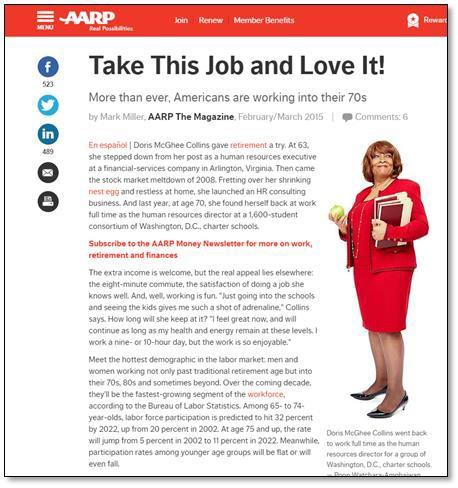 MENU
AARP
Real Possibilities
Join Renew Member Benefits
Rewar
523
489
Take This Job and Love It!
More than ever, Americans are working into their 70s
by Mark Miller, AARP The Magazine, February/March 2015 | Comments: 6
En español | Doris McGhee Collins gave retirement a try. At 63,
she stepped down from her post as a human resources executive
at a financial-services company in Arlington, Virginia. Then came
the stock market meltdown of 2008. Fretting over her shrinking
nest egg and restless at home, she launched an HR consulting
business. And last year, at age 70, she found herself back at work
full time as the human resources director at a 1,600-student
consortium of Washington, D.C., charter schools.
Subscribe to the AARP Money Newsletter for more on work,
retirement and finances
The extra income is welcome, but the real appeal lies elsewhere:
the eight-minute commute, the satisfaction of doing a job she
knows well. And, well, working is fun. "Just going into the schools
and seeing the kids gives me such a shot of adrenaline," Collins
says. How long will she keep at it? "I feel great now, and will
continue as long as my health and energy remain at these levels. I
work a nine- or 10-hour day, but the work is so enjoyable."
Meet the hottest demographic in the labor market: men and
women working not only past traditional retirement age but into
their 70s, 80s and sometimes beyond. Over the coming decade,
they'll be the fastest-growing segment of the workforce,
according to the Bureau of Labor Statistics. Among 65- to 74-
year-olds, labor force participation is predicted to hit 32 percent
by 2022, up from 20 percent in 2002. At age 75 and up, the rate
will jump from 5 percent in 2002 to 11 percent in 2022. Meanwhile,
participation rates among younger age groups will be flat or will
even fall.
Doris McGhee Collins went back
to work full time as the human
resources director for a group of
Washington, D.C., charter schools.